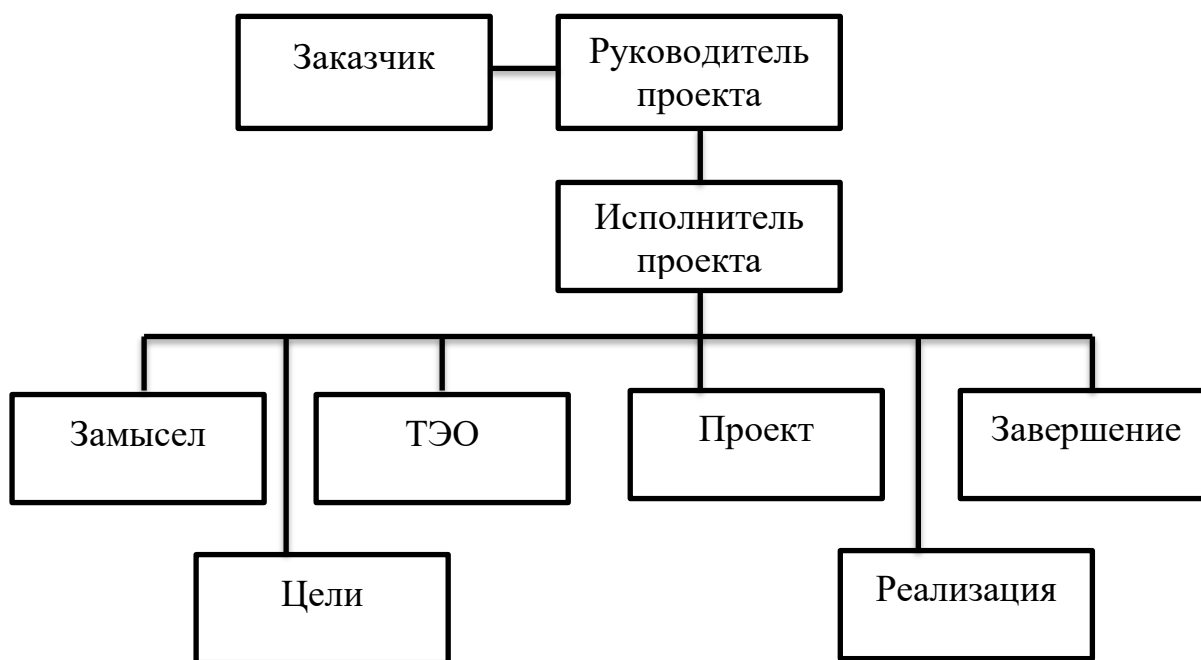 Заказчик
Руководитель
проекта
Исполнитель
проекта
Замысел
ТЭО
Проект
Завершение
Цели
Реализация